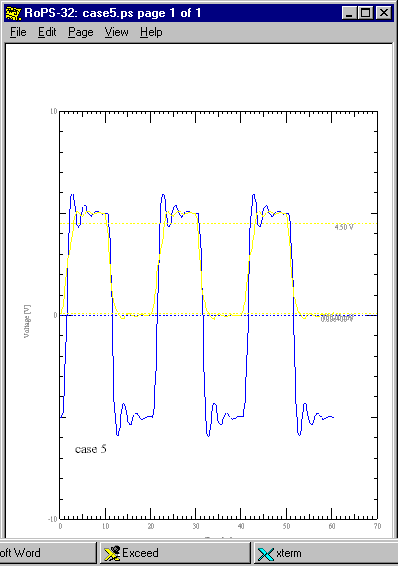 RoPS-32: case5.ps page 1 of 1
File Edit Page View Help
10
4.50 V
Voltage [V]
0
case 5
-10
0 10 20 30 40 50 60 70
oft Word Exceed xterm